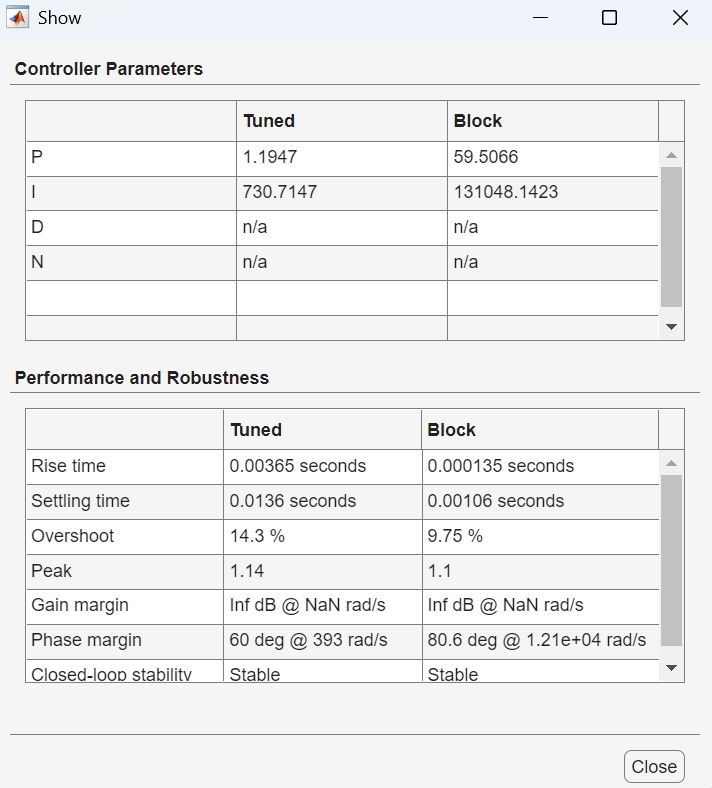 Show
Controller Parameters
Tuned Block
P 1.1947 59.5066
I 730.7147 131048.1423
D n/a n/a
N n/a n/a
Performance and Robustness
Tuned Block
Rise time 0.00365 seconds 0.000135 seconds
Settling time 0.0136 seconds 0.00106 seconds
Overshoot 14.3 % 9.75 %
Peak 1.14 1.1
Gain margin Inf dB @ NaN rad/s Inf dB @ NaN rad/s
Phase margin 60 deg @ 393 rad/s 80.6 deg @ 1.21e+04 rad/s
Closed-loop stability Stable Stable
Close